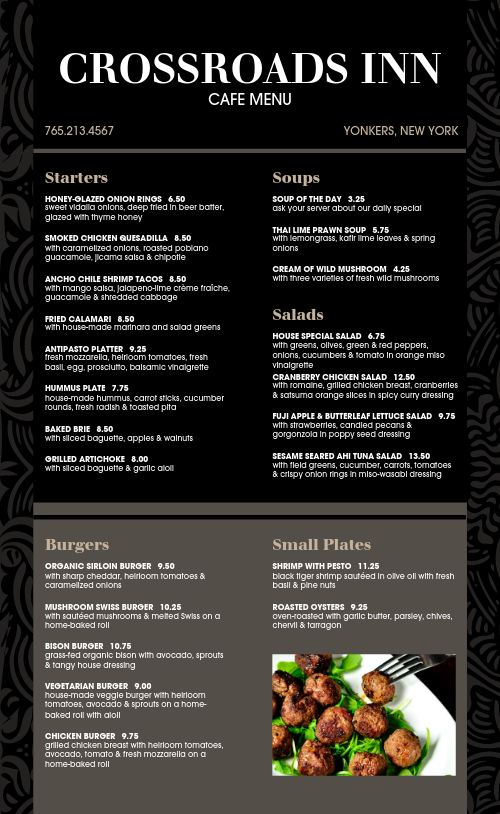 CROSSROADS INN
CAFE MENU
765.213.4567
YONKERS, NEW YORK
Starters
HONEY-GLAZED ONION RINGS 6.50
sweet vidalia onions, deep fried in beer batter,
glazed with thyme honey
SMOKED CHICKEN QUESADILLA 8.50
with caramelized onions, roasted poblano
guacamole, jicama salsa & chipotle
ANCHO CHILE SHRIMP TACOS 8.50
with mango salsa, jalapeno-lime crème fraîche,
guacamole & shredded cabbage
FRIED CALAMARI 8.50
with house-made marinara and salad greens
ANTIPASTO PLATTER 9.25
fresh mozzarella, heirloom tomatoes, fresh
basil, egg, prosciutto, balsamic vinaigrette
HUMMUS PLATE 7.75
house-made hummus, carrot sticks, cucumber
rounds, fresh radish & toasted pita
BAKED BRIE 8.50
with sliced baguette, apples & walnuts
GRILLED ARTICHOKE 8.00
with sliced baguette & garlic aioli
Soups
SOUP OF THE DAY 3.25
ask your server about our daily special
THAI LIME PRAWN SOUP 5.75
with lemongrass, kafir lime leaves & spring
onions
CREAM OF WILD MUSHROOM 4.25
with three varieties of fresh wild mushrooms
Salads
HOUSE SPECIAL SALAD 6.75
with greens, olives, green & red peppers,
onions, cucumbers & tomato in orange miso
vinaigrette
CRANBERRY CHICKEN SALAD 12.50
with romaine, grilled chicken breast, cranberries
& satsuma orange slices in spicy curry dressing
FUJI APPLE & BUTTERLEAF LETTUCE SALAD 9.75
with strawberries, candied pecans &
gorgonzola in poppy seed dressing
SESAME SEARED AHI TUNA SALAD 13.50
with field greens, cucumber, carrots, tomatoes
& crispy onion rings in miso-wasabi dressing
Burgers
ORGANIC SIRLOIN BURGER 9.50
with sharp cheddar, heirloom tomatoes &
caramelized onions
MUSHROOM SWISS BURGER 10.25
with sautéed mushrooms & melted Swiss on a
home-baked roll
BISON BURGER 10.75
grass-fed organic bison with avocado, sprouts
& tangy house dressing
VEGETARIAN BURGER 9.00
house-made veggie burger with heirloom
tomatoes, avocado & sprouts on a home-
baked roll with aioli
CHICKEN BURGER 9.75
grilled chicken breast with heirloom tomatoes,
avocado, tomato & fresh mozzarella on a
home-baked roll
Small Plates
SHRIMP WITH PESTO 11.25
black tiger shrimp sautéed in olive oil with fresh
basil & pine nuts
ROASTED OYSTERS 9.25
oven-roasted with garlic butter, parsley, chives,
chervil & tarragon